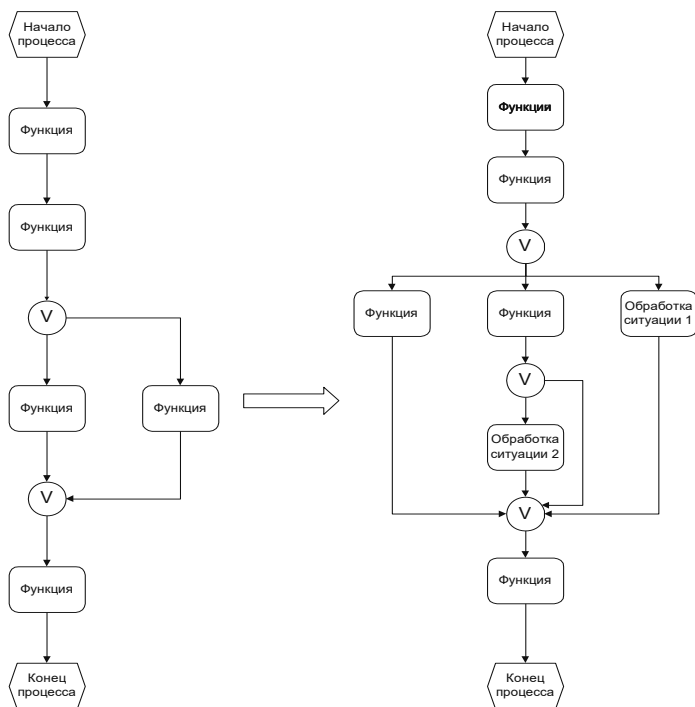 Начало
процесса
Функция
Функция
V
Функция
Функция
V
Функция
Конец
процесса
Начало
процесса
Функция
Функция
V
Функция
Функция
Обработка
ситуации 1
V
Обработка
ситуации 2
V
Функция
Конец
процесса